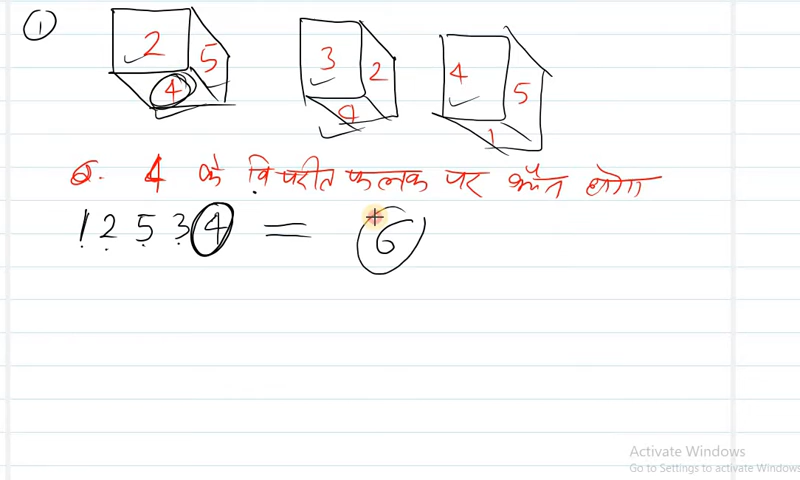 1
2 5 4
3 2 4
4 5 1
Q. 4 के विपरीत फलक पर कौन होगा
1 2 5 3 4 = 6
Activate Windows
Go to Settings to activate Windows